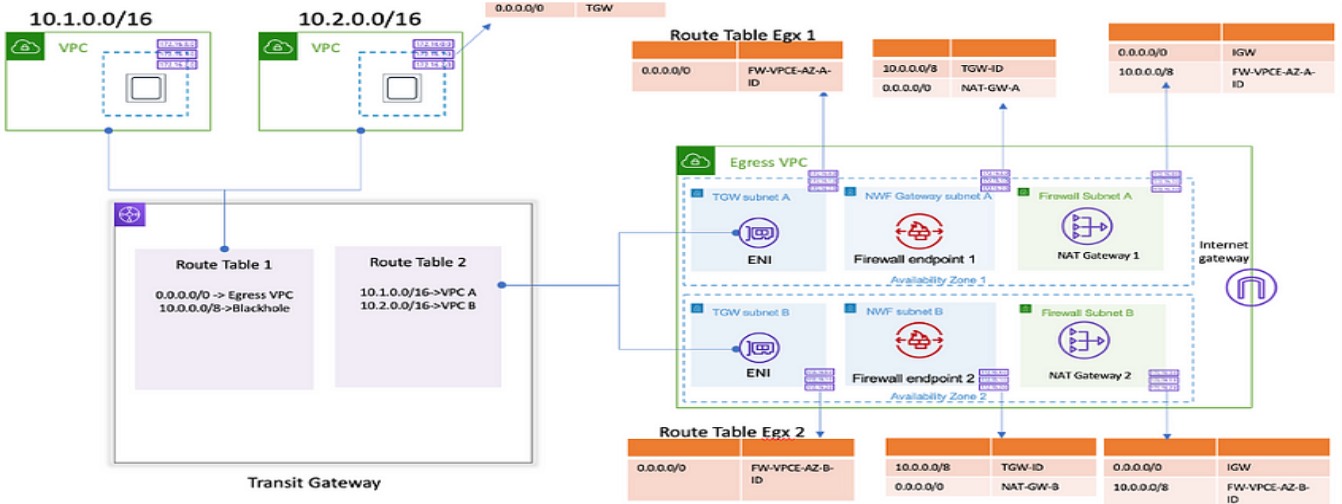 10.1.0.0/16
10.2.0.0/16
0.0.0.0/0 TGW
VPC
VPC
Route Table Egx 1
0.0.0.0/0 FW-VPCE-AZ-A-
ID
10.0.0.0/8 TGW-ID
0.0.0.0/0 NAT-GW-A
0.0.0.0/0 IGW
10.0.0.0/8 FW-VPCE-AZ-A-
ID
Egress VPC
TGW subnet A
NWF Gateway subnet A
Firewall Subnet A
ENI
Firewall endpoint 1
NAT Gateway 1
Availability Zone 1
Internet
gateway
TGW subnet B
NWF subnet B
Firewall Subnet B
ENI
Firewall endpoint 2
NAT Gateway 2
Availability Zone 2
Route Table 1
0.0.0.0/0 -> Egress VPC
10.0.0.0/8->Blackhole
Route Table 2
10.1.0.0/16->VPC A
10.2.0.0/16->VPC B
Transit Gateway
Route Table Egx 2
0.0.0.0/0 FW-VPCE-AZ-B-
ID
10.0.0.0/8 TGW-ID
0.0.0.0/0 NAT-GW-B
0.0.0.0/0 IGW
10.0.0.0/8 FW-VPCE-AZ-B-
ID